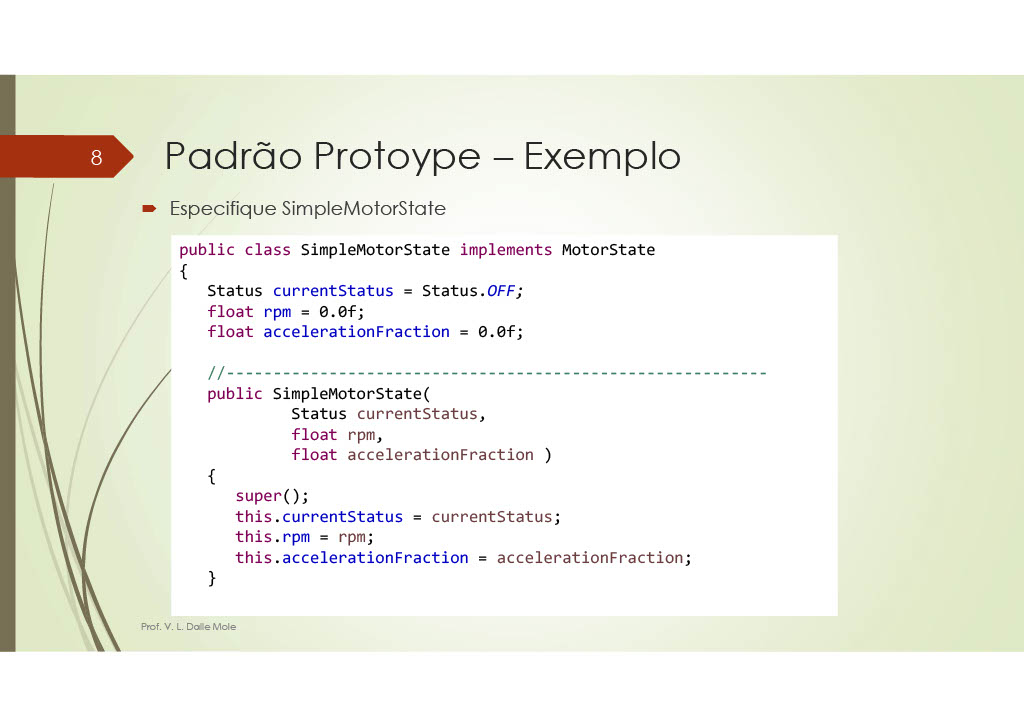 8
Padrão Protoype – Exemplo
Especifique SimpleMotorState
public class SimpleMotorState implements MotorState
{
   Status currentStatus = Status.OFF;
   float rpm = 0.0f;
   float accelerationFraction = 0.0f;
   //----------------------------------------------------------
   public SimpleMotorState(
            Status currentStatus,
            float rpm,
            float accelerationFraction )
   {
      super();
      this.currentStatus = currentStatus;
      this.rpm = rpm;
      this.accelerationFraction = accelerationFraction;
   }
Prof. V. L. Dalle Mole